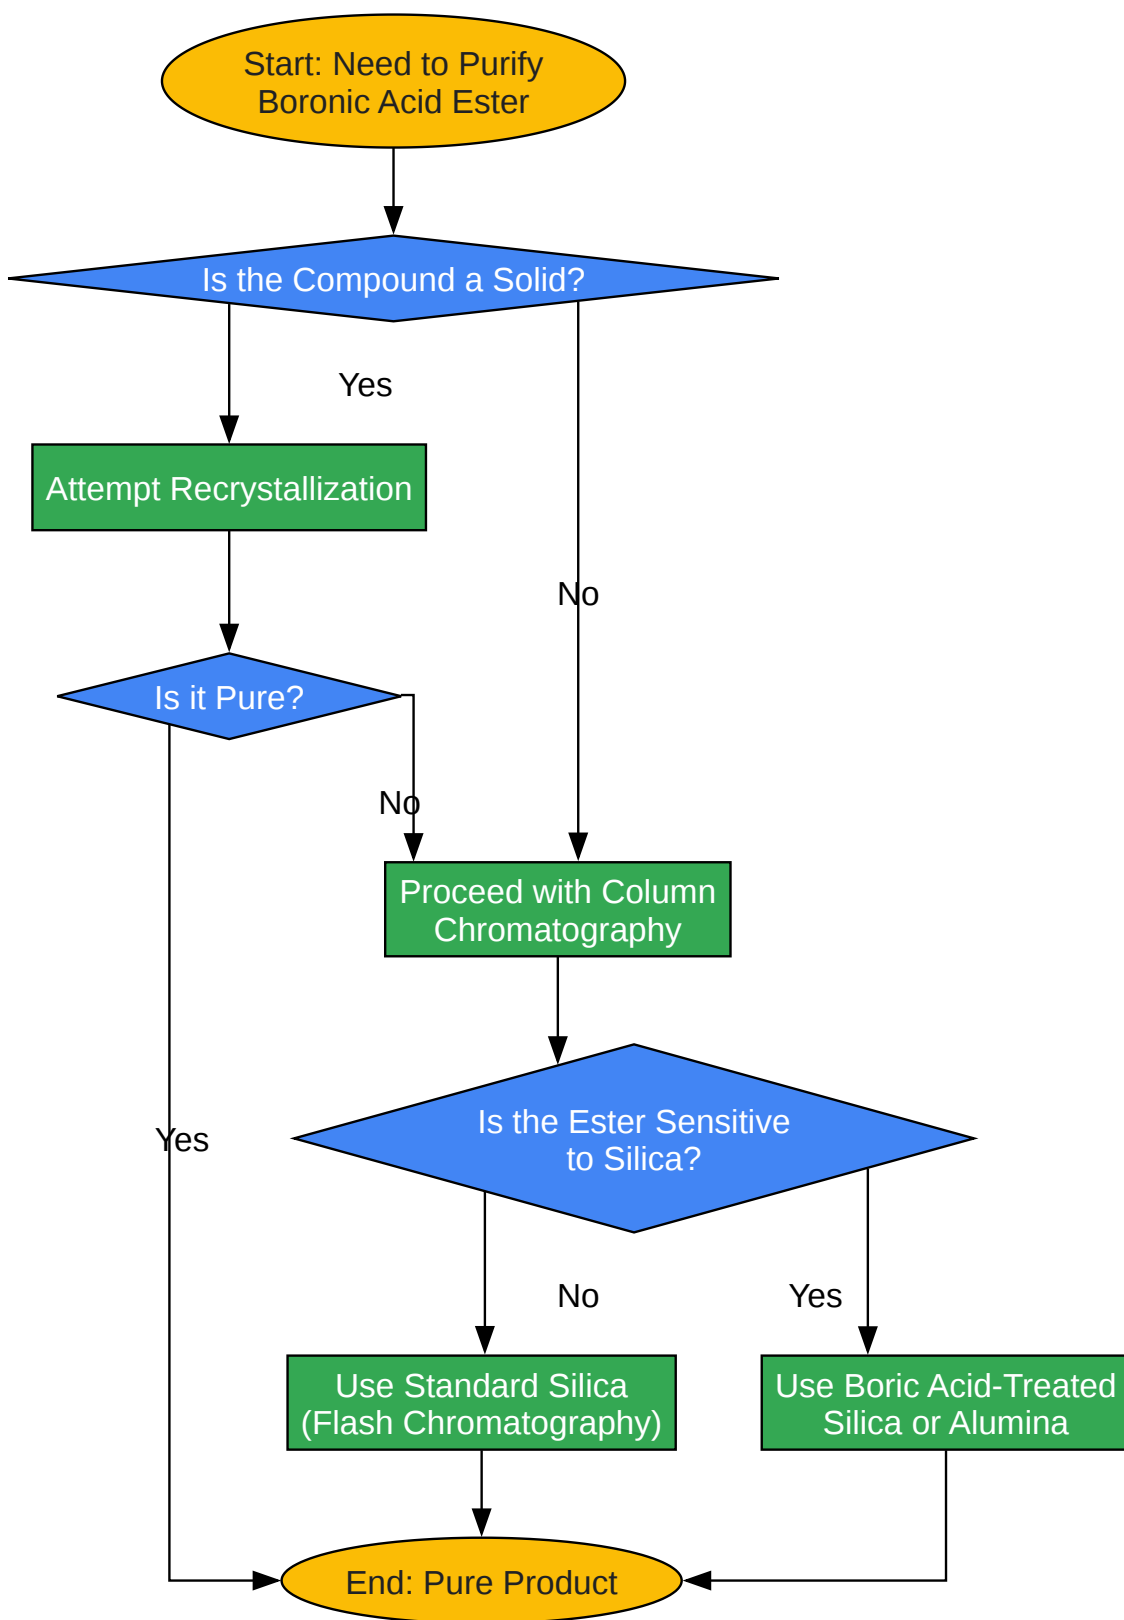 Start: Need to Purify
Boronic Acid Ester
Is the Compound a Solid?
Yes
Attempt Recrystallization
No
Is it Pure?
No
Proceed with Column
Chromatography
Is the Ester Sensitive
to Silica?
Yes
No
Yes
Use Standard Silica
(Flash Chromatography)
Use Boric Acid-Treated
Silica or Alumina
End: Pure Product